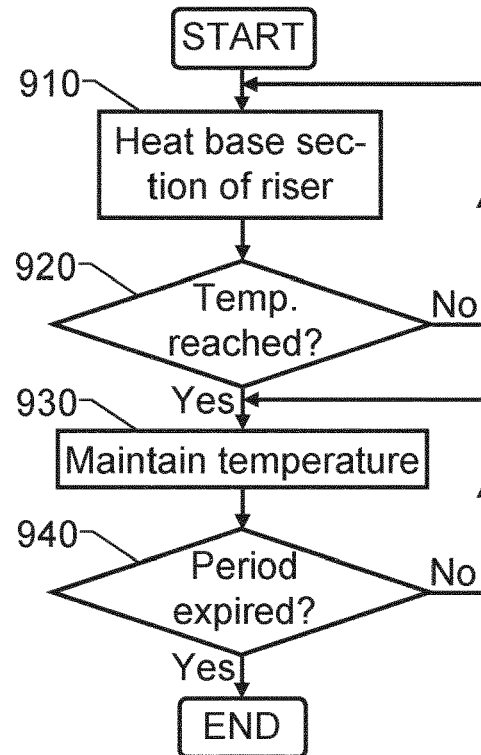 START
910
Heat base sec-
tion of riser
920
Temp.
reached?
No
Yes
930
Maintain temperature
940
Period
expired?
No
Yes
END